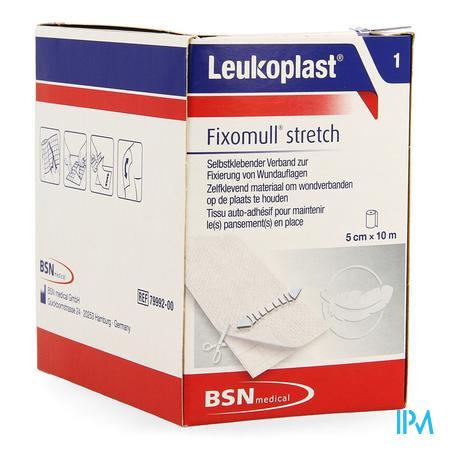 Leukoplast® 1
Fixomull® stretch
Selbstklebender Verband zur
Fixierung von Wundauflagen
Zelfklevend materiaal om wondverbanden
op de plaats te houden
Tissu auto-adhésif pour maintenir
le(s) pansement(s) en place
5 cm x 10 m
BSN medical
BSN medical
BSN medical GmbH
Quickbornstrasse 24 · 20253 Hamburg · Germany
REF 79992-00
IPM